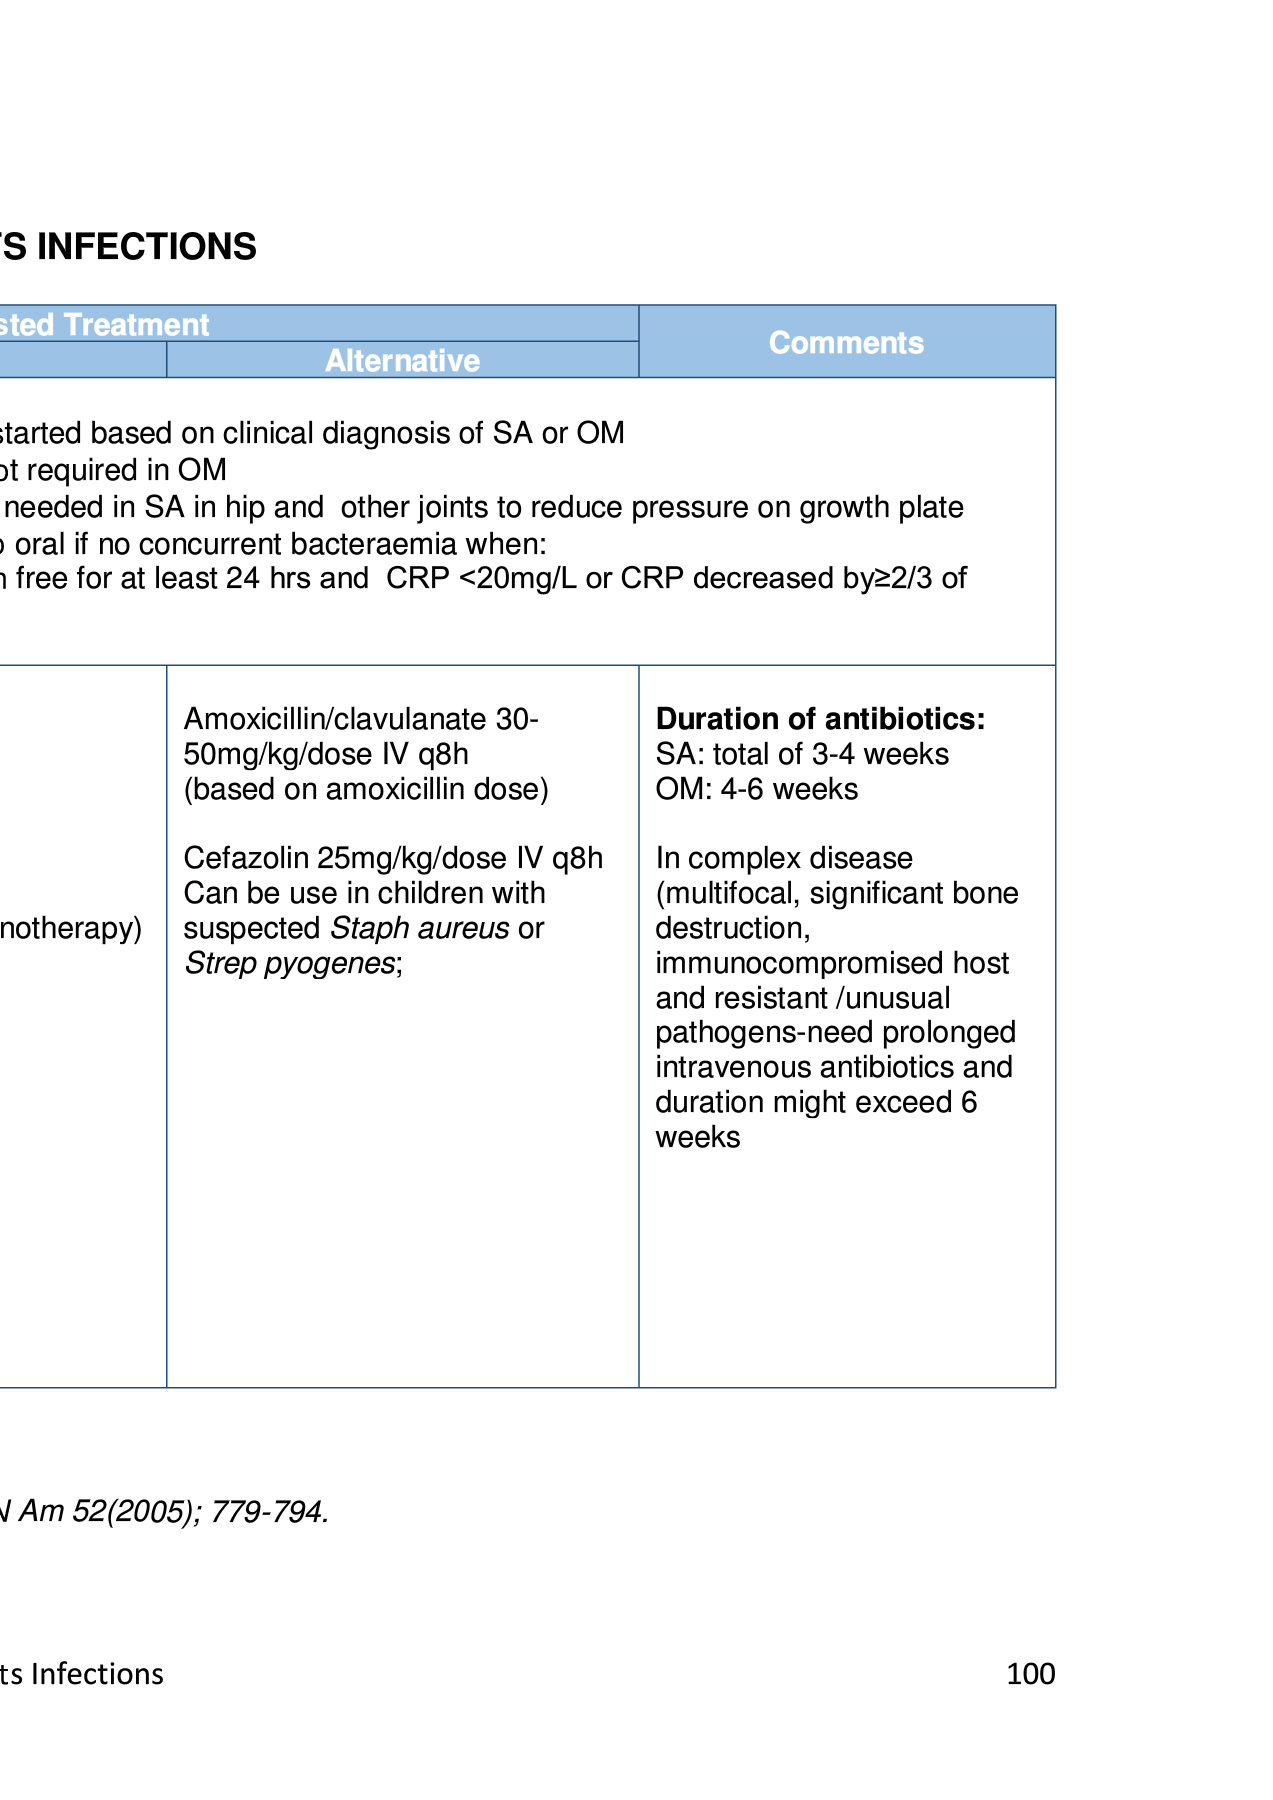 TS INFECTIONS
sted Treatment
Comments
Alternative
started based on clinical diagnosis of SA or OM
ot required in OM
needed in SA in hip and  other joints to reduce pressure on growth plate
o oral if no concurrent bacteraemia when:
n free for at least 24 hrs and  CRP <20mg/L or CRP decreased by≥2/3 of
notherapy)
Amoxicillin/clavulanate 30-
50mg/kg/dose IV q8h
(based on amoxicillin dose)
Cefazolin 25mg/kg/dose IV q8h
Can be use in children with
suspected Staph aureus or
Strep pyogenes;
Duration of antibiotics:
SA: total of 3-4 weeks
OM: 4-6 weeks
In complex disease
(multifocal, significant bone
destruction,
immunocompromised host
and resistant /unusual
pathogens-need prolonged
intravenous antibiotics and
duration might exceed 6
weeks
N Am 52(2005); 779-794.
ts Infections
100